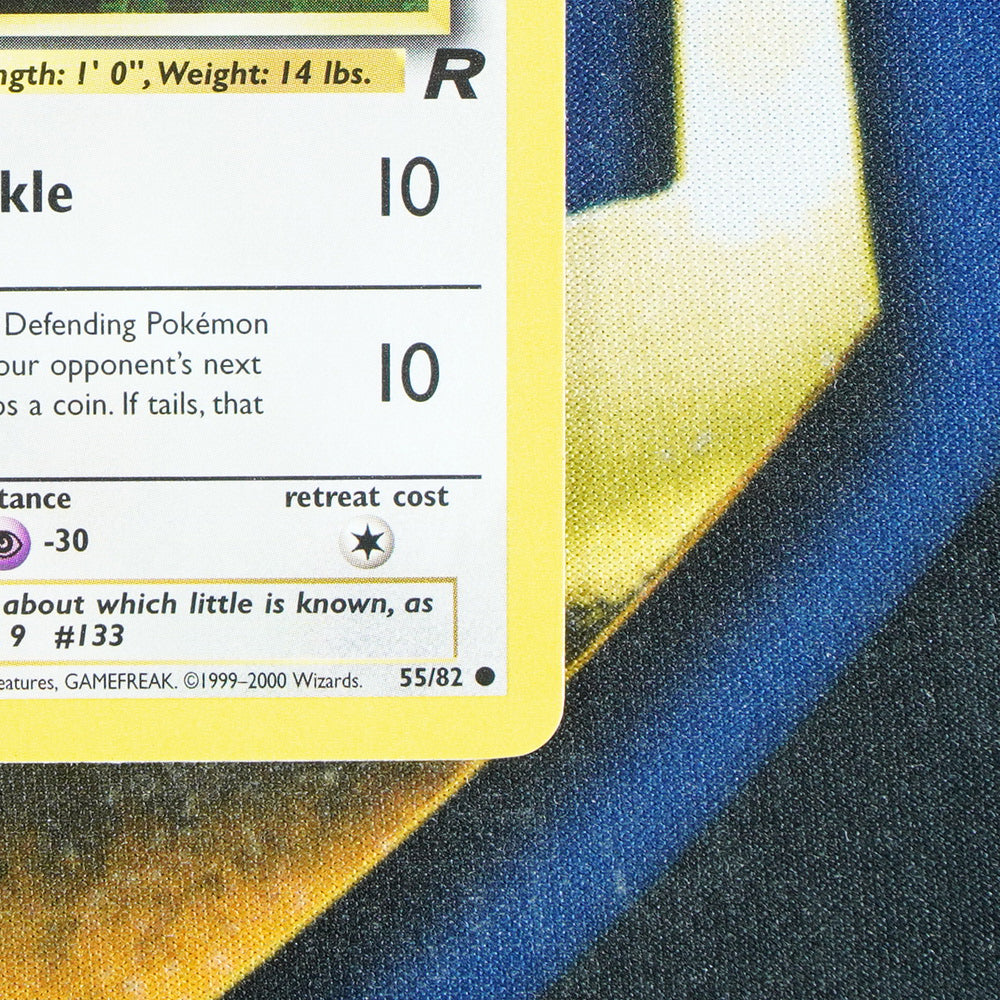 ngth: 1' 0", Weight: 14 lbs. R
kle 10
Defending Pokémon
our opponent's next 10
ps a coin. If tails, that
tance retreat cost
-30
about which little is known, as
9 #133
eatures, GAMEFREAK. ©1999–2000 Wizards. 55/82 ●